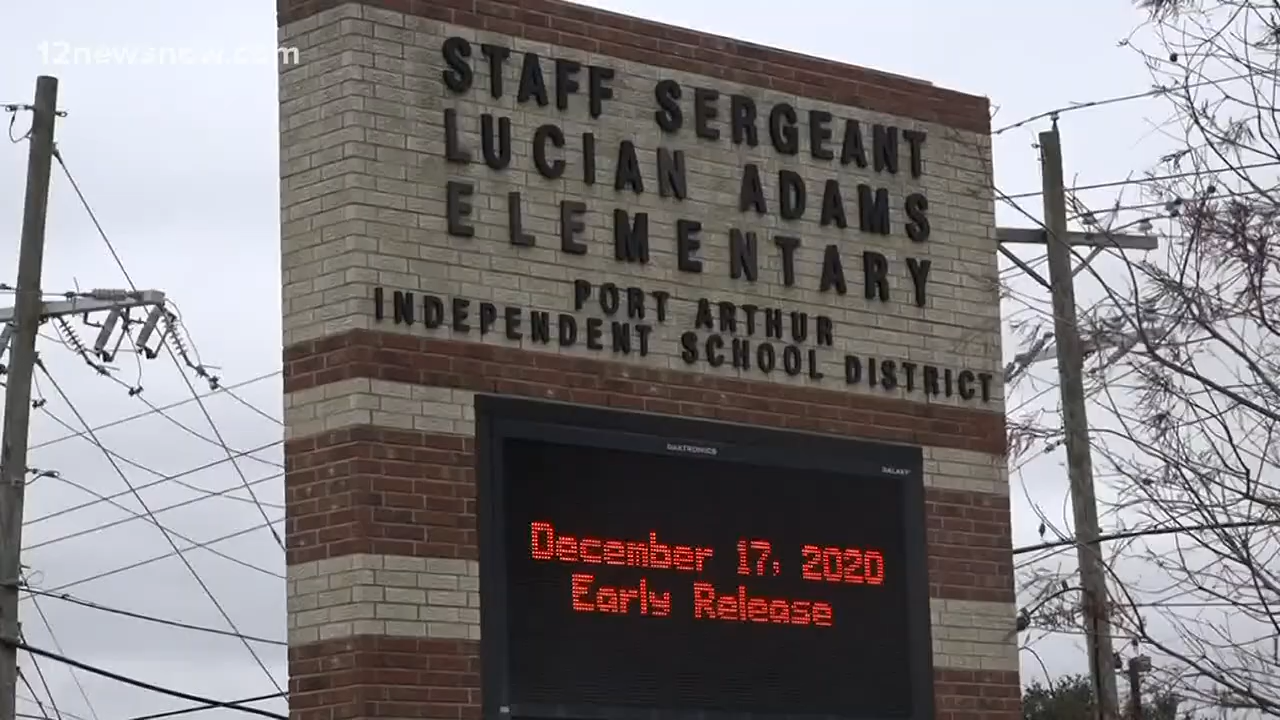 12newsnow.com
STAFF SERGEANT
LUCIAN ADAMS
ELEMENTARY
PORT ARTHUR
INDEPENDENT SCHOOL DISTRICT
DAKTRONICS
GALAXY
December 17, 2020
Early Release